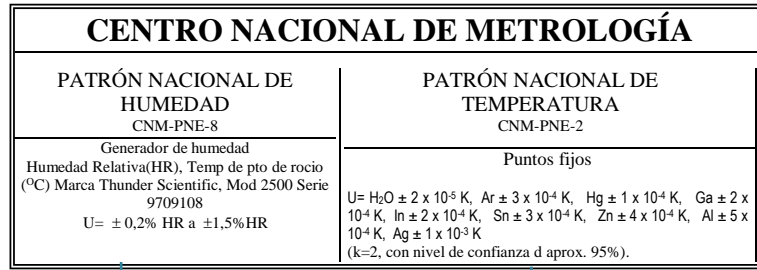 CENTRO NACIONAL DE METROLOGÍA
PATRÓN NACIONAL DE
HUMEDAD
CNM-PNE-8
Generador de humedad
Humedad Relativa(HR), Temp de pto de rocio
(ºC) Marca Thunder Scientific, Mod 2500 Serie
9709108
U= ± 0,2% HR a ±1,5%HR
PATRÓN NACIONAL DE
TEMPERATURA
CNM-PNE-2
Puntos fijos
U= H₂O ± 2 x 10⁻⁵ K, Ar ± 3 x 10⁻⁴ K, Hg ± 1 x 10⁻⁴ K, Ga ± 2 x
10⁻⁴ K, In ± 2 x 10⁻⁴ K, Sn ± 3 x 10⁻⁴ K, Zn ± 4 x 10⁻⁴ K, Al ± 5 x
10⁻⁴ K, Ag ± 1 x 10⁻³ K
(k=2, con nivel de confianza d aprox. 95%).